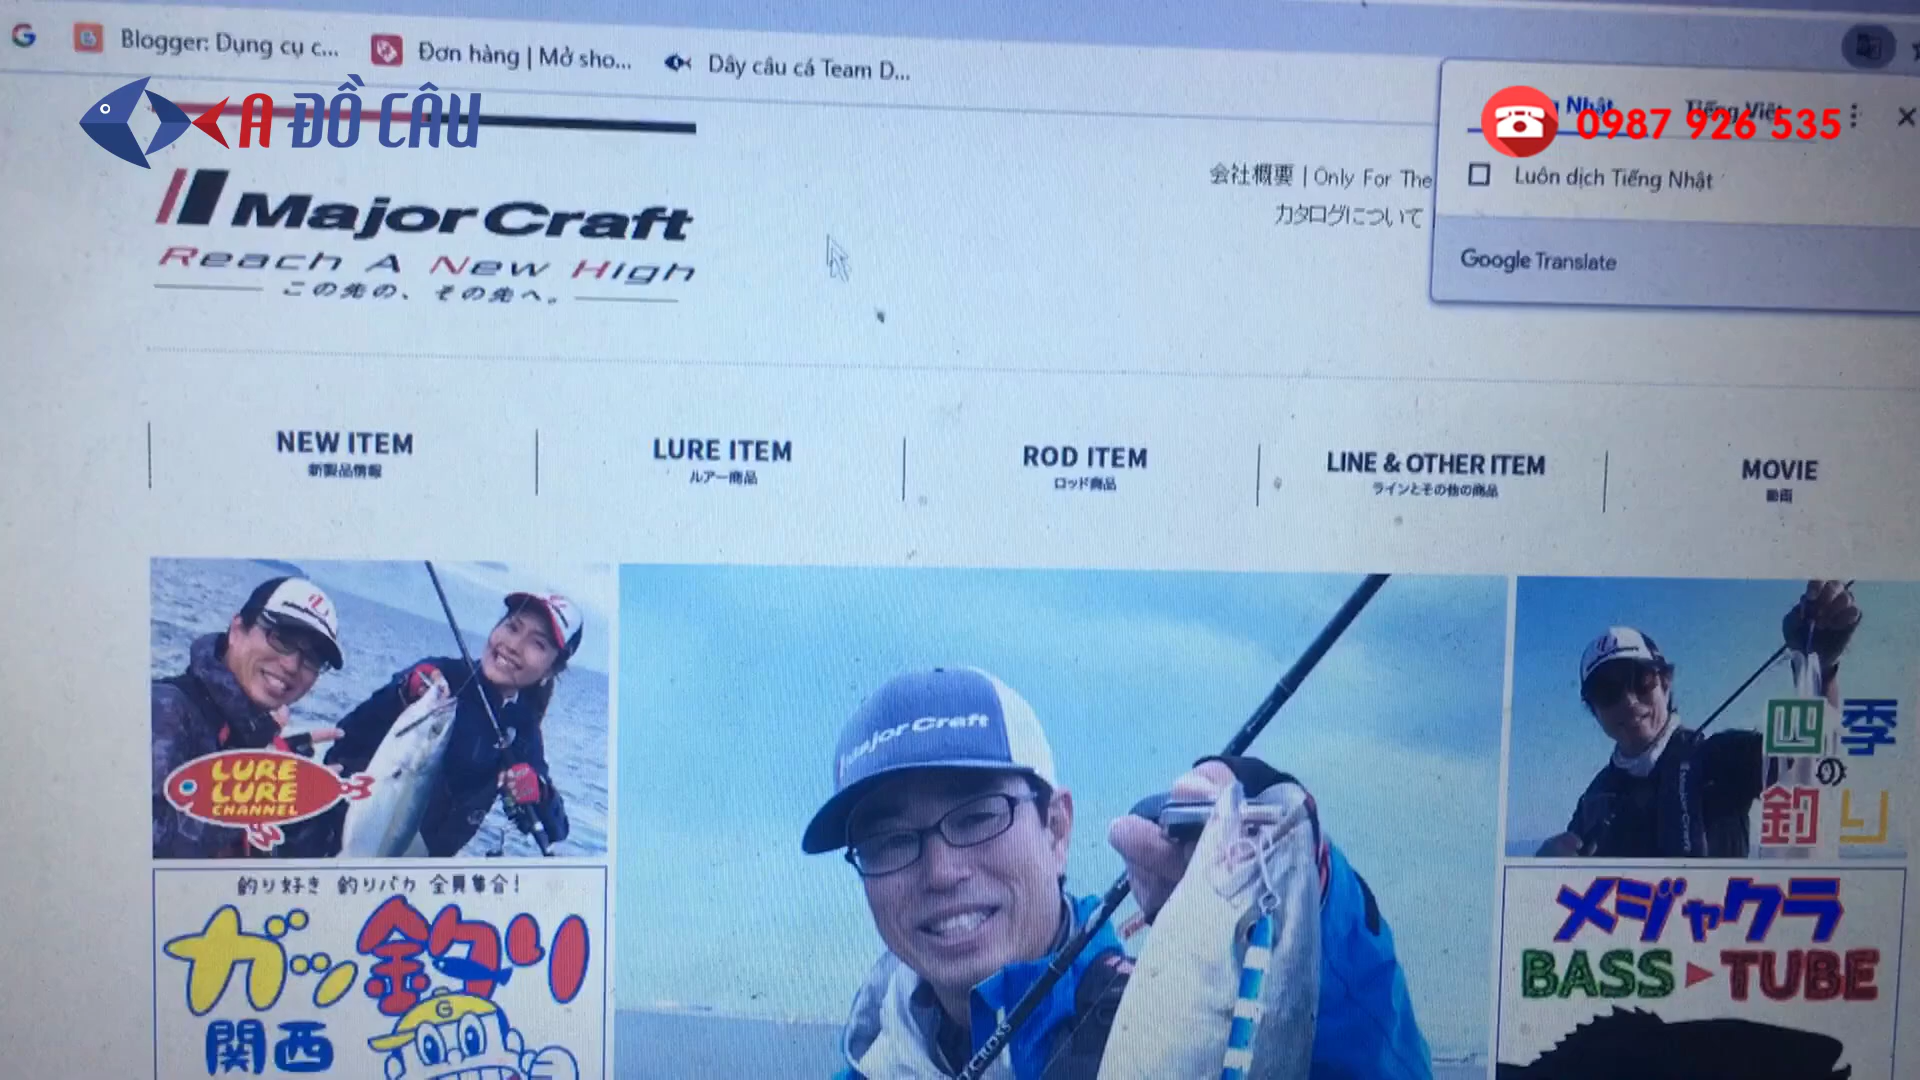 Blogger: Dụng cụ c...
Đơn hàng | Mở sho...
Dây câu cá Team D...
A ĐỒ CÂU
0987 926 535
Nhật
Tiếng Việt
Luôn dịch Tiếng Nhật
Google Translate
会社概要 | Only For The
カタログについて
Major Craft
Reach A New High
この先の、その先へ。
NEW ITEM
新製品情報
LURE ITEM
ルアー商品
ROD ITEM
ロッド商品
LINE & OTHER ITEM
ラインとその他の商品
MOVIE
動画
LURE
LURE
CHANNEL
Major Craft
四季
の
釣り
釣り好き 釣りバカ 全員集合!
ガッ釣り
関西
G
メジャクラ
BASS TUBE